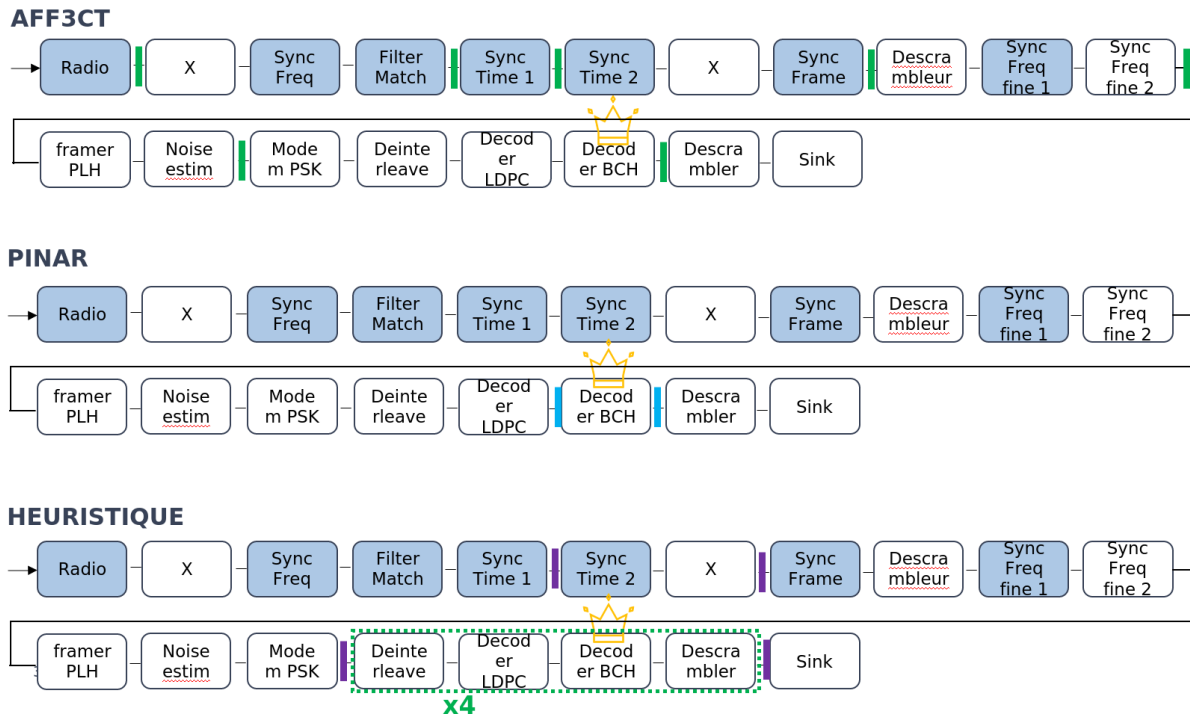 AFF3CT
Radio
X
Sync
Freq
Filter
Match
Sync
Time 1
Sync
Time 2
X
Sync
Frame
Descra
mbleur
Sync
Freq
fine 1
Sync
Freq
fine 2
framer
PLH
Noise
estim
Mode
m PSK
Deinte
rleave
Decod
er
LDPC
Decod
er BCH
Descra
mbler
Sink
PINAR
Radio
X
Sync
Freq
Filter
Match
Sync
Time 1
Sync
Time 2
X
Sync
Frame
Descra
mbleur
Sync
Freq
fine 1
Sync
Freq
fine 2
framer
PLH
Noise
estim
Mode
m PSK
Deinte
rleave
Decod
er
LDPC
Decod
er BCH
Descra
mbler
Sink
HEURISTIQUE
Radio
X
Sync
Freq
Filter
Match
Sync
Time 1
Sync
Time 2
X
Sync
Frame
Descra
mbleur
Sync
Freq
fine 1
Sync
Freq
fine 2
framer
PLH
Noise
estim
Mode
m PSK
Deinte
rleave
Decod
er
LDPC
Decod
er BCH
Descra
mbler
Sink
x4